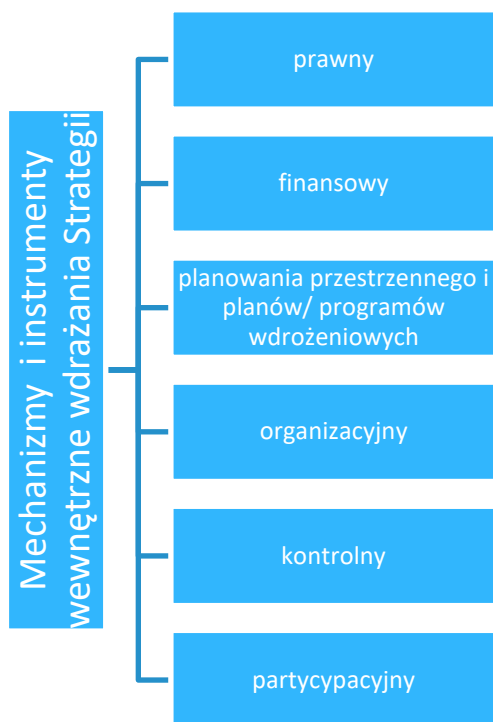 Mechanizmy i instrumenty
wewnętrzne wdrażania Strategii
prawny
finansowy
planowania przestrzennego i
planów/ programów
wdrożeniowych
organizacyjny
kontrolny
partycypacyjny